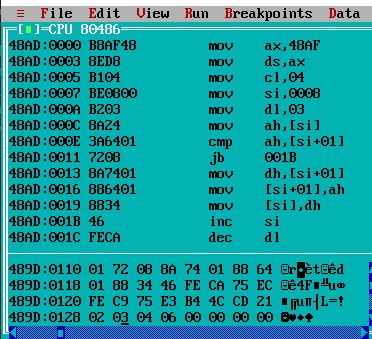 ≡ File Edit View Run Breakpoints Data
[■]=CPU 80486
48AD:0000 B8AF48 mov ax,48AF
48AD:0003 8ED8 mov ds,ax
48AD:0005 B104 mov cl,04
48AD:0007 BE0800 mov si,0008
48AD:000A B203 mov dl,03
48AD:000C 8A24 mov ah,[si]
48AD:000E 3A6401 cmp ah,[si+01]
48AD:0011 7208 jb 001B
48AD:0013 8A7401 mov dh,[si+01]
48AD:0016 886401 mov [si+01],ah
48AD:0019 8834 mov [si],dh
48AD:001B 46 inc si
48AD:001C FECA dec dl
489D:0110 01 72 08 8A 74 01 88 64 ☺r◘èt☺êd
489D:0118 01 88 34 46 FE CA 75 EC ☺ê4F■╩u∞
489D:0120 FE C9 75 E3 B4 4C CD 21 ■╔uπ┤L=!
489D:0128 02 03 04 06 00 00 00 00 ☻♥♦♠